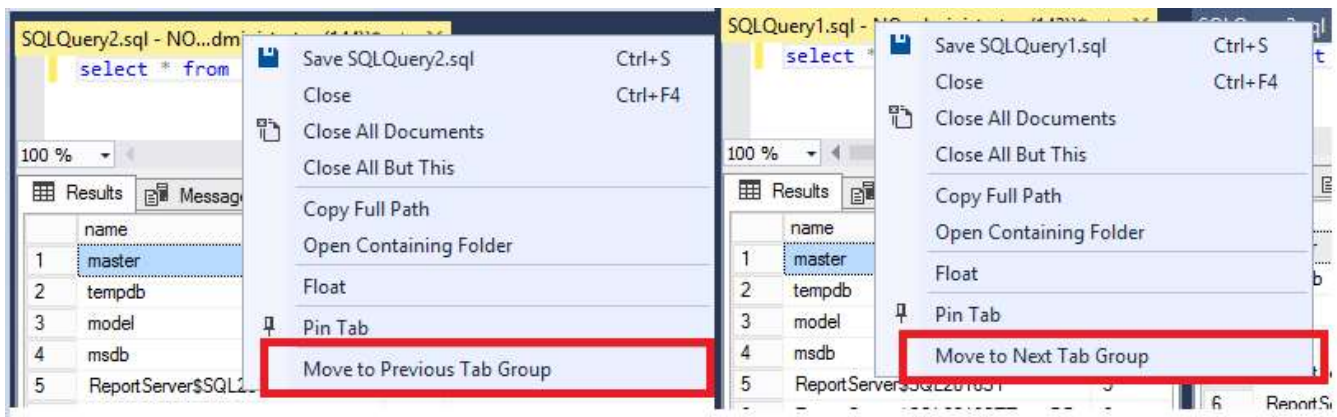 SQLQuery2.sql - NO...dmi
select * from
Save SQLQuery2.sql Ctrl+S
Close Ctrl+F4
Close All Documents
Close All But This
Copy Full Path
Open Containing Folder
Float
Pin Tab
Move to Previous Tab Group
100 %
Results Messag
name
1 master
2 tempdb
3 model
4 msdb
5 ReportServer$SQL2
SQLQuery1.sql -
select *
Save SQLQuery1.sql Ctrl+S
Close Ctrl+F4
Close All Documents
Close All But This
Copy Full Path
Open Containing Folder
Float
Pin Tab
Move to Next Tab Group
100 %
Results
name
1 master
2 tempdb
3 model
4 msdb
5 ReportServer
6 ReportS